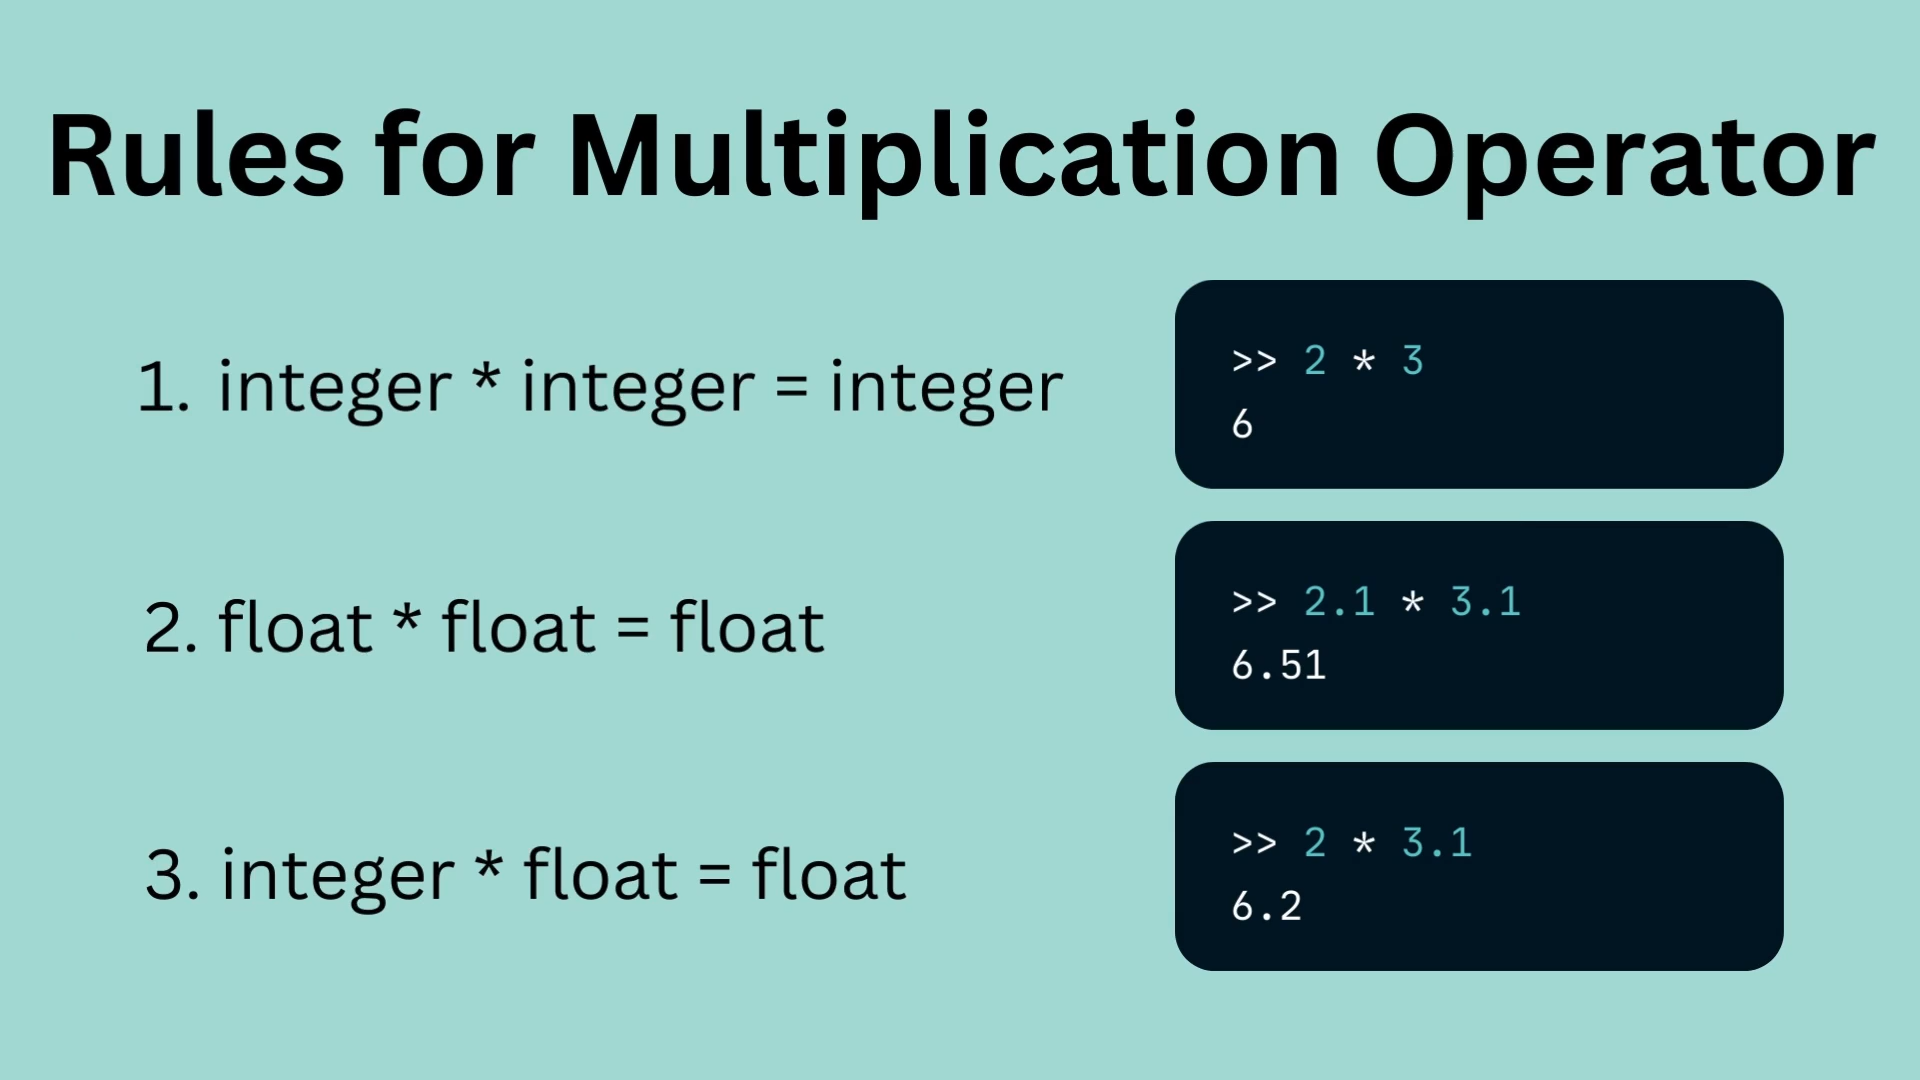 Rules for Multiplication Operator
1. integer * integer = integer
>> 2 * 3
6
2. float * float = float
>> 2.1 * 3.1
6.51
3. integer * float = float
>> 2 * 3.1
6.2